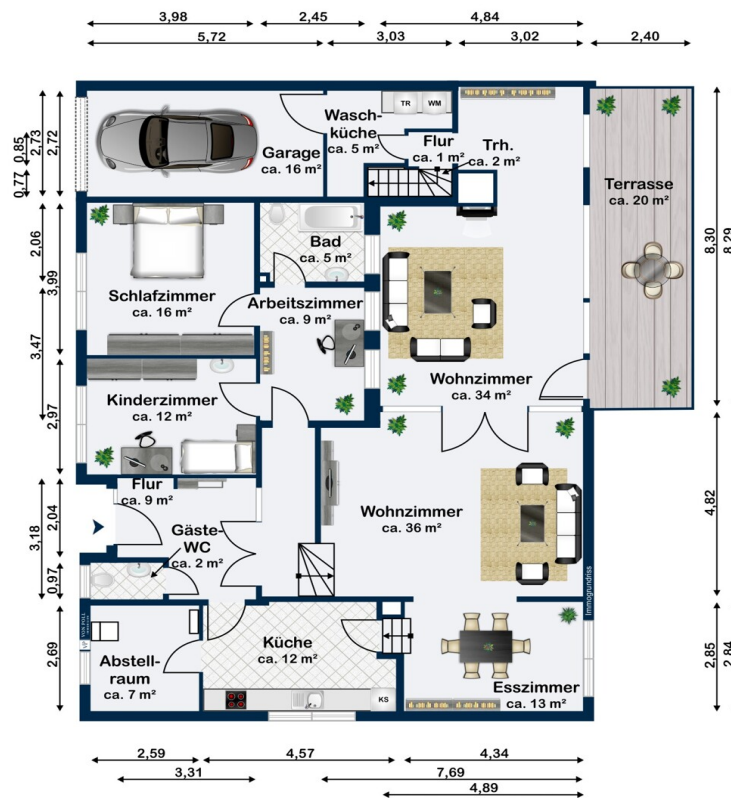 3,98 2,45 4,84
5,72 3,03 3,02 2,40
0,77 0,85 2,73 2,72
TR WM
Wasch-
küche
ca. 5 m²
Garage
ca. 16 m²
Flur
ca. 1 m²
Trh.
ca. 2 m²
Terrasse
ca. 20 m²
8,30 8,29
2,06 3,99
3,47
Bad
ca. 5 m²
Schlafzimmer
ca. 16 m²
Arbeitszimmer
ca. 9 m²
Wohnzimmer
ca. 34 m²
2,97
Kinderzimmer
ca. 12 m²
Flur
ca. 9 m²
3,18 2,04
0,97
Gäste-
WC
ca. 2 m²
Wohnzimmer
ca. 36 m²
4,82
Immogrundriss
2,69
Abstell-
raum
ca. 7 m²
Küche
ca. 12 m²
KS
Esszimmer
ca. 13 m²
2,85 2,84
2,59 4,57 4,34
3,31 7,69
4,89